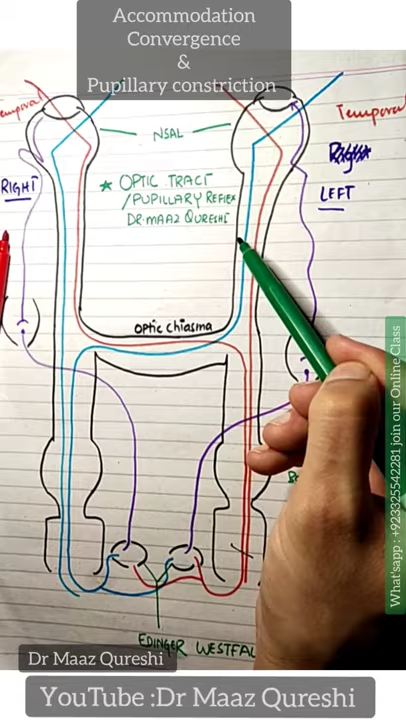 Accommodation
Convergence
&
Pupillary constriction
Temporal
Temporal
NSAL
RIGHT
LEFT
★ OPTIC TRACT
/PUPILLARY REFLEX
DR. MAAZ QURESHI
optic chiasma
EDINGER WESTFAL
What'sapp : +923325542281 join our Online Class
Dr Maaz Qureshi
YouTube :Dr Maaz Qureshi